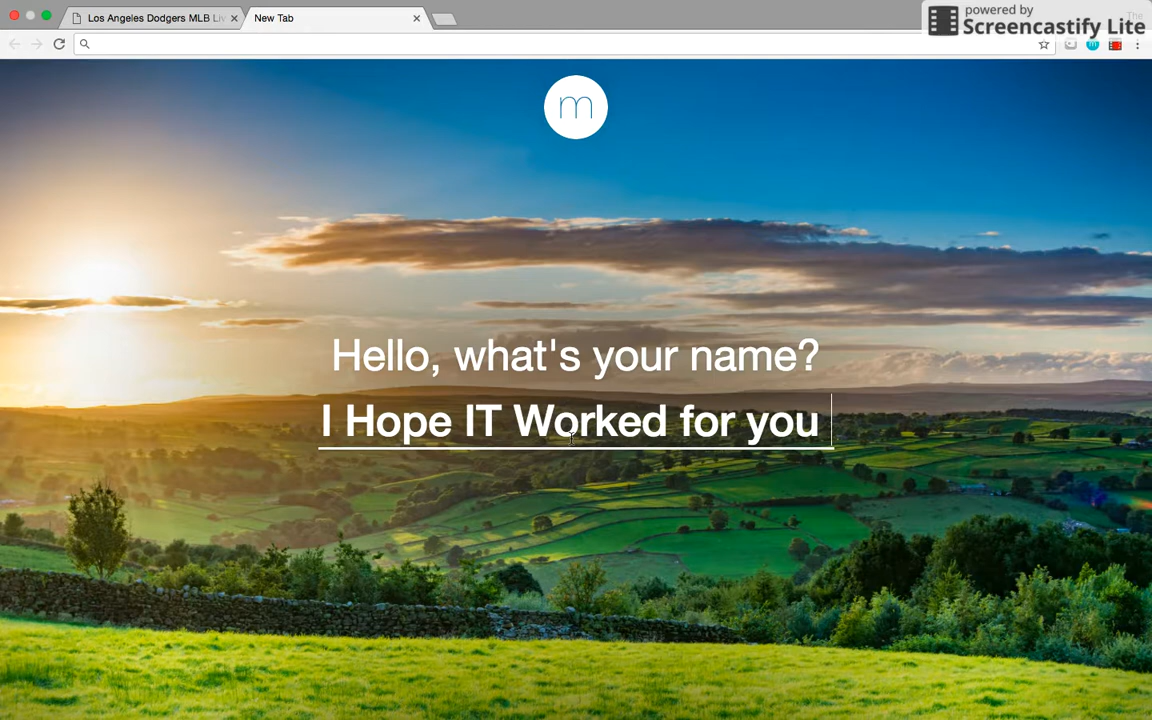 Los Angeles Dodgers MLB Liv
New Tab
powered by
Screencastify Lite
m
Hello, what's your name?
I Hope IT Worked for you